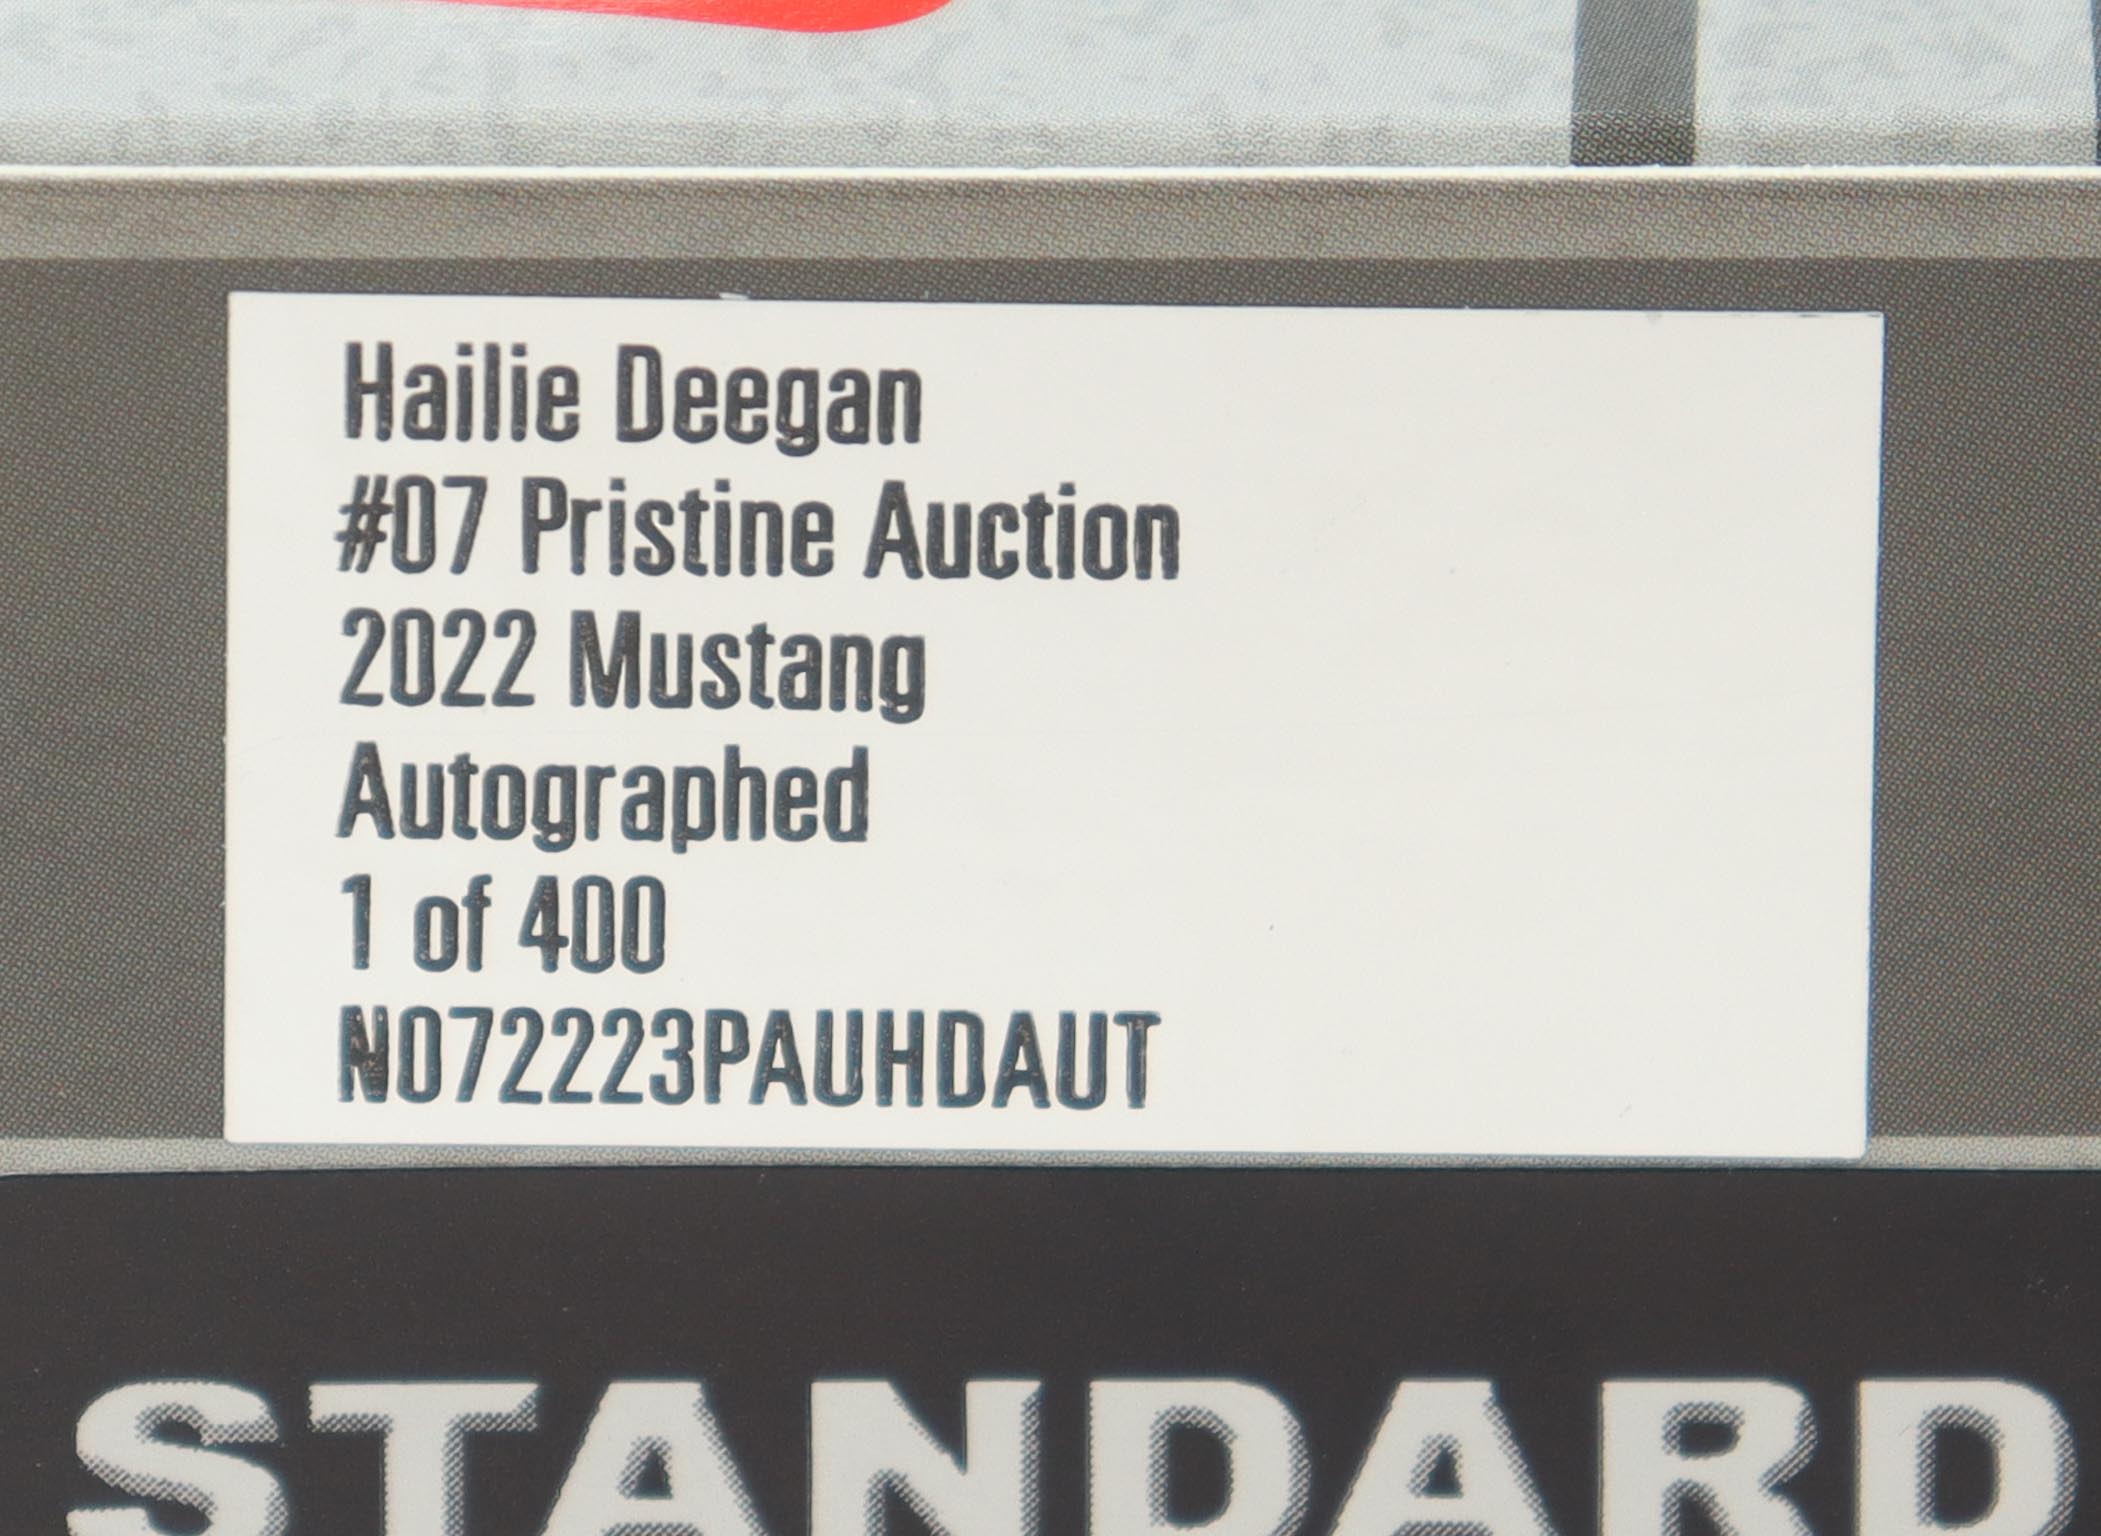 Hailie Deegan
#07 Pristine Auction
2022 Mustang
Autographed
1 of 400
N072223PAUHDAUT
STANDARD